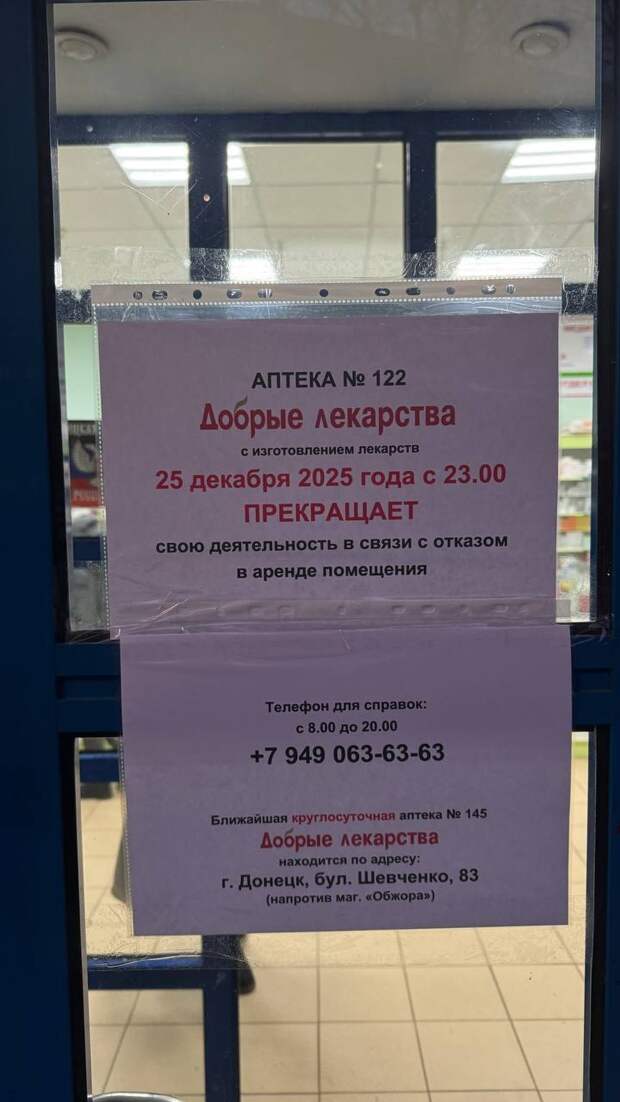 АПТЕКА № 122
Добрые лекарства
с изготовлением лекарств
25 декабря 2025 года с 23.00
ПРЕКРАЩАЕТ
свою деятельность в связи с отказом
в аренде помещения
Телефон для справок:
с 8.00 до 20.00
+7 949 063-63-63
Ближайшая круглосуточная аптека № 145
Добрые лекарства
находится по адресу:
г. Донецк, бул. Шевченко, 83
(напротив маг. «Обжора»)